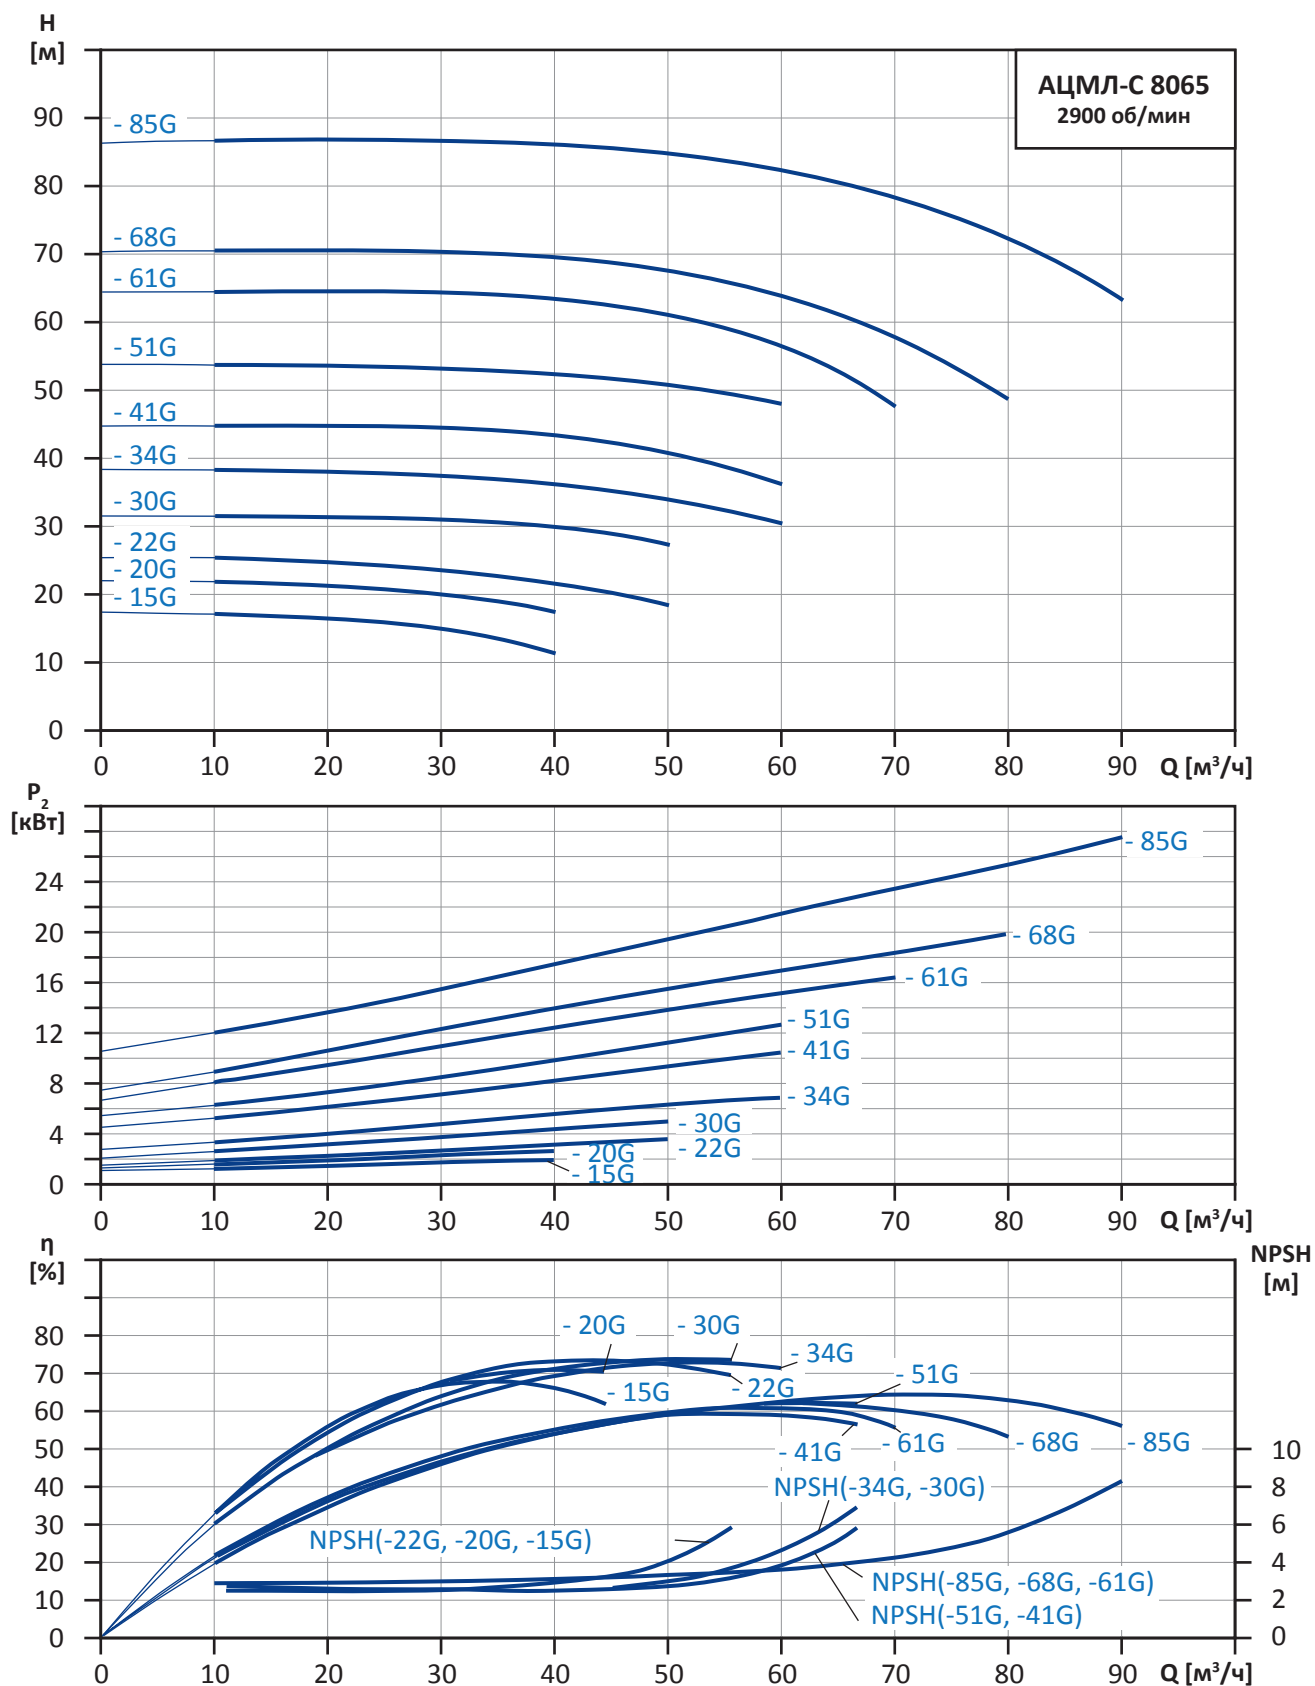 H
[м]
АЦМЛ-С 8065
2900 об/мин
90
80
70
60
50
40
30
20
10
0
- 85G
- 68G
- 61G
- 51G
- 41G
- 34G
- 30G
- 22G
- 20G
- 15G
0 10 20 30 40 50 60 70 80 90 Q [м³/ч]
P₂
[кВт]
24
20
16
12
8
4
0
- 85G
- 68G
- 61G
- 51G
- 41G
- 34G
- 30G
- 22G
- 20G
- 15G
0 10 20 30 40 50 60 70 80 90 Q [м³/ч]
η
[%]
NPSH
[м]
80
70
60
50
40
30
20
10
0
- 20G
- 30G
- 34G
- 51G
- 22G
- 15G
- 41G
- 61G
- 68G
- 85G
NPSH(-34G, -30G)
NPSH(-22G, -20G, -15G)
NPSH(-85G, -68G, -61G)
NPSH(-51G, -41G)
10
8
6
4
2
0
0 10 20 30 40 50 60 70 80 90 Q [м³/ч]